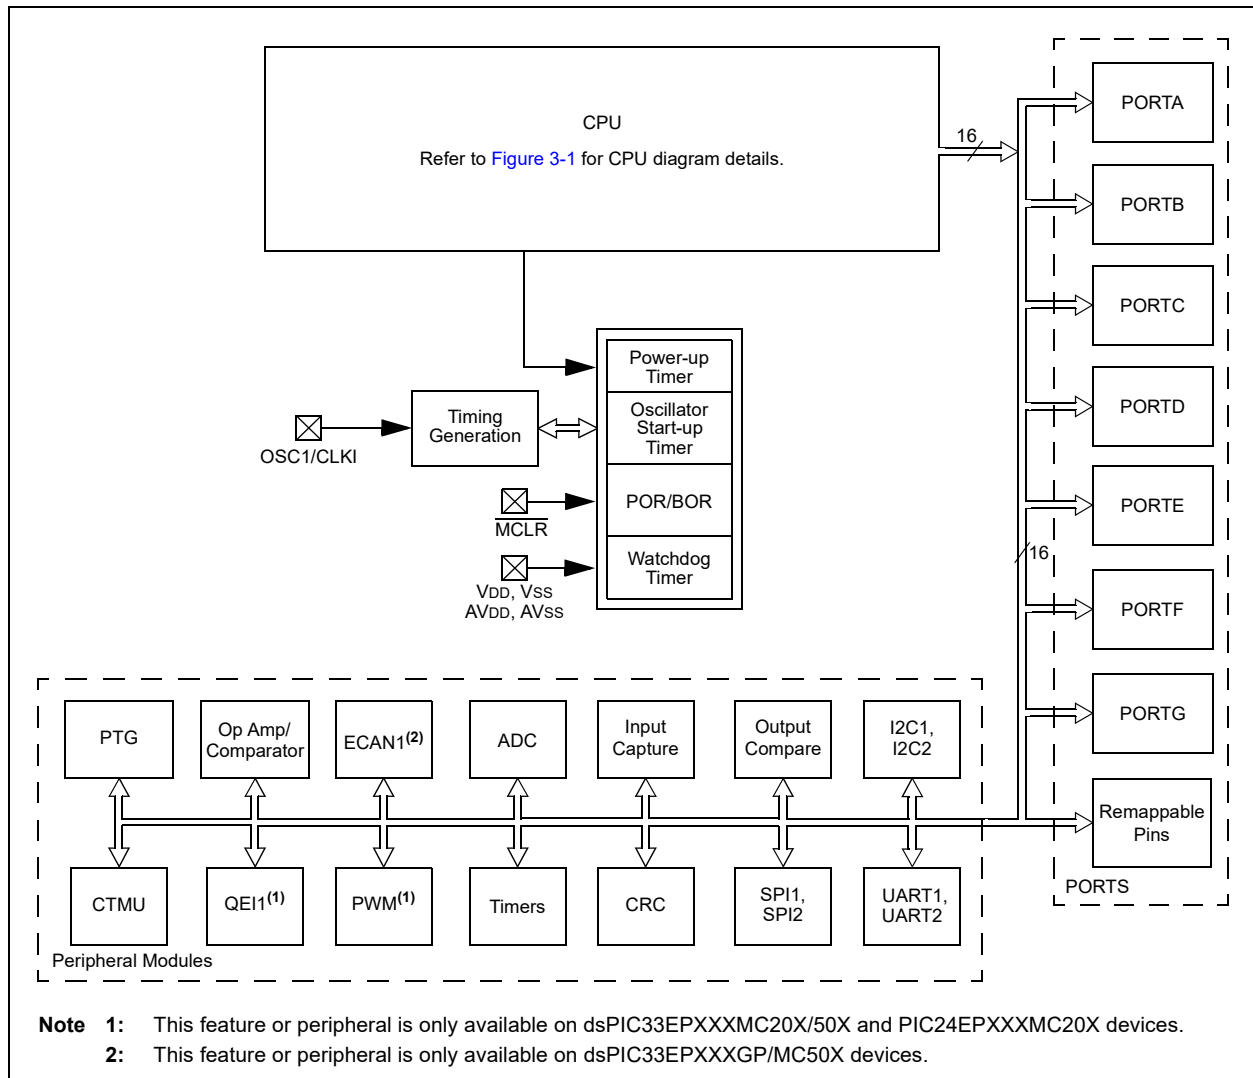 CPU
Refer to Figure 3-1 for CPU diagram details.
16
PORTA
PORTB
PORTC
PORTD
PORTE
16
PORTF
PORTG
Remappable
Pins
PORTS
Power-up
Timer
Oscillator
Start-up
Timer
POR/BOR
Watchdog
Timer
Timing
Generation
OSC1/CLKI
MCLR
VDD, VSS
AVDD, AVSS
PTG
Op Amp/
Comparator
ECAN1(2)
ADC
Input
Capture
Output
Compare
I2C1,
I2C2
CTMU
QEI1(1)
PWM(1)
Timers
CRC
SPI1,
SPI2
UART1,
UART2
Peripheral Modules
Note 1: This feature or peripheral is only available on dsPIC33EPXXXMC20X/50X and PIC24EPXXXMC20X devices.
2: This feature or peripheral is only available on dsPIC33EPXXXGP/MC50X devices.